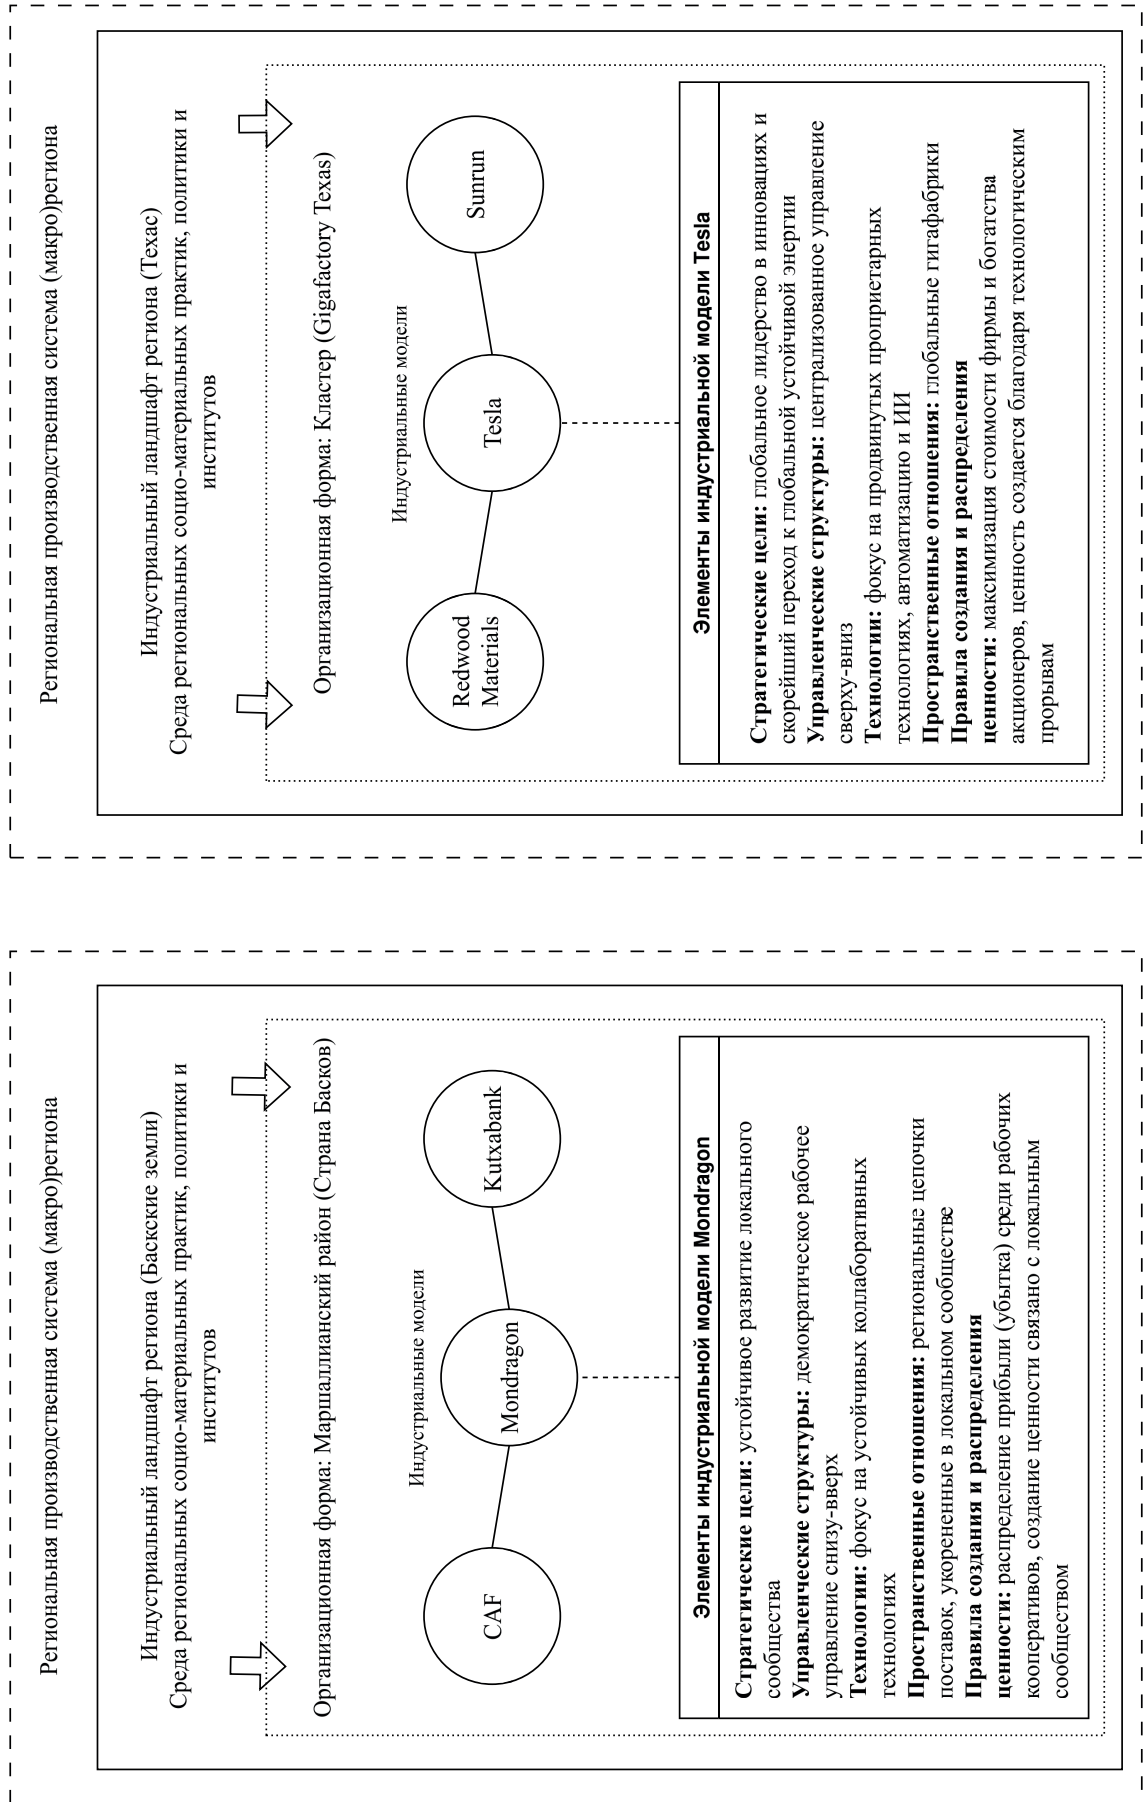 Региональная производственная система (макро)региона
Индустриальный ландшафт региона (Баскские земли)
Среда региональных социо-материальных практик, политики и
институтов
Организационная форма: Маршаллианский район (Страна Басков)
Индустриальные модели
CAF
Mondragon
Kutxabank
Элементы индустриальной модели Mondragon
Стратегические цели: устойчивое развитие локального
сообщества
Управленческие структуры: демократическое рабочее
управление снизу-вверх
Технологии: фокус на устойчивых коллаборативных
технологиях
Пространственные отношения: региональные цепочки
поставок, укорененные в локальном сообществе
Правила создания и распределения
ценности: распределение прибыли (убытка) среди рабочих
кооперативов, создание ценности связано с локальным
сообществом
Региональная производственная система (макро)региона
Индустриальный ландшафт региона (Техас)
Среда региональных социо-материальных практик, политики и
институтов
Организационная форма: Кластер (Gigafactory Texas)
Индустриальные модели
Redwood
Materials
Tesla
Sunrun
Элементы индустриальной модели Tesla
Стратегические цели: глобальное лидерство в инновациях и
скорейший переход к глобальной устойчивой энергии
Управленческие структуры: централизованное управление
сверху-вниз
Технологии: фокус на продвинутых проприетарных
технологиях, автоматизацию и ИИ
Пространственные отношения: глобальные гигафабрики
Правила создания и распределения
ценности: максимизация стоимости фирмы и богатства
акционеров, ценность создается благодаря технологическим
прорывам